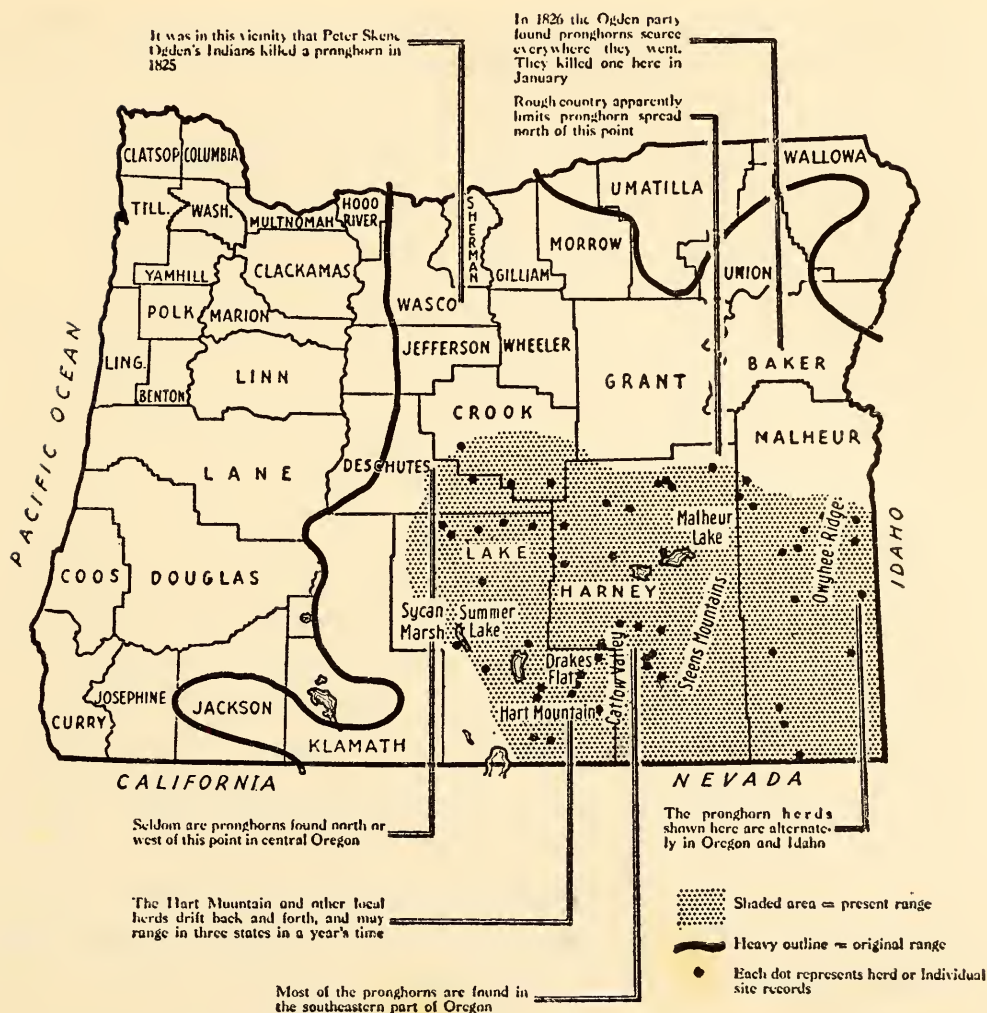 It was in this vicinity that Peter Skene
Ogden's Indians killed a pronghorn in
1825
In 1826 the Ogden party
found pronghorns scarce
everywhere they went.
They killed one here in
January
Rough country apparently
limits pronghorn spread
north of this point
CLATSOP
COLUMBIA
TILL.
WASH.
MULTNOMAH
HOOD
RIVER
SHERMAN
WALLOWA
UMATILLA
MORROW
GILLIAM
UNION
YAMHILL
CLACKAMAS
WASCO
POLK
MARION
JEFFERSON
WHEELER
BAKER
LING.
BENTON
LINN
GRANT
CROOK
MALHEUR
PACIFIC OCEAN
LANE
DESCHUTES
Malheur
Lake
Owyhee Ridge
IDAHO
LAKE
COOS
DOUGLAS
HARNEY
Sycan
Marsh
Summer
Lake
Steens Mountains
Drakes
Flat
Catlow Valley
JOSEPHINE
JACKSON
Hart Mountain
CURRY
KLAMATH
CALIFORNIA
NEVADA
Seldom are pronghorns found north or
west of this point in central Oregon
The pronghorn herds
shown here are alternate-
ly in Oregon and Idaho
The Hart Mountain and other local
herds drift back and forth, and may
range in three states in a year's time
Shaded area = present range
Heavy outline = original range
Each dot represents herd or Individual
site records
Most of the pronghorns are found in
the southeastern part of Oregon